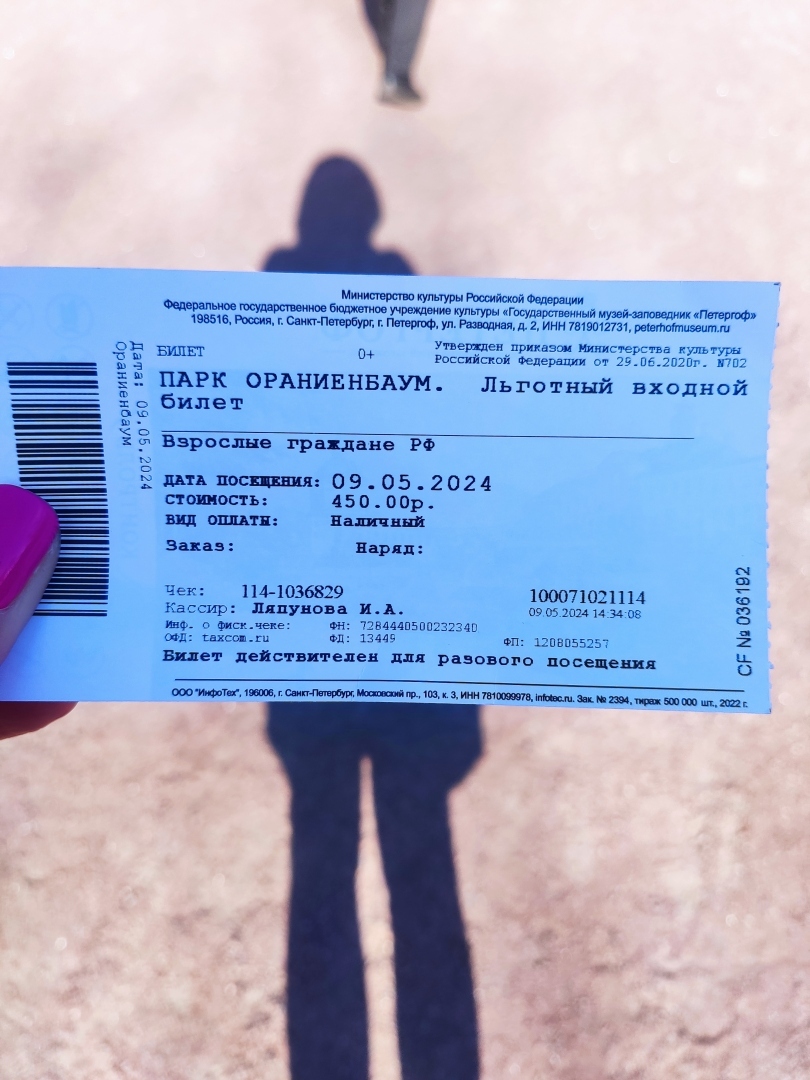 Министерство культуры Российской Федерации
Федеральное государственное бюджетное учреждение культуры «Государственный музей-заповедник «Петергоф»
198516, Россия, г. Санкт-Петербург, г. Петергоф, ул. Разводная, д. 2, ИНН 7819012731, peterhofmuseum.ru
БИЛЕТ 0+ Утвержден приказом Министерства культуры
Российской Федерации от 29.06.2020г. №702
ПАРК ОРАНИЕНБАУМ. Льготный входной
билет
Взрослые граждане РФ
ДАТА ПОСЕЩЕНИЯ: 09.05.2024
СТОИМОСТЬ: 450.00р.
ВИД ОПЛАТЫ: Наличный
Заказ: Наряд:
Чек: 114-1036829 100071021114
Кассир: Ляпунова И.А. 09.05.2024 14:34:08
Инф. о фиск.чеке: ФН: 7284440500232340
ОФД: taxcom.ru ФД: 13449 ФП: 1208055257
Билет действителен для разового посещения
ООО "ИнфоТех", 196006, г. Санкт-Петербург, Московский пр., 103, к. 3, ИНН 7810099978, infotec.ru. Зак. № 2394, тираж 500 000 шт., 2022 г.
Дата: 09.05.2024
Ораниенбаум
CF № 036192